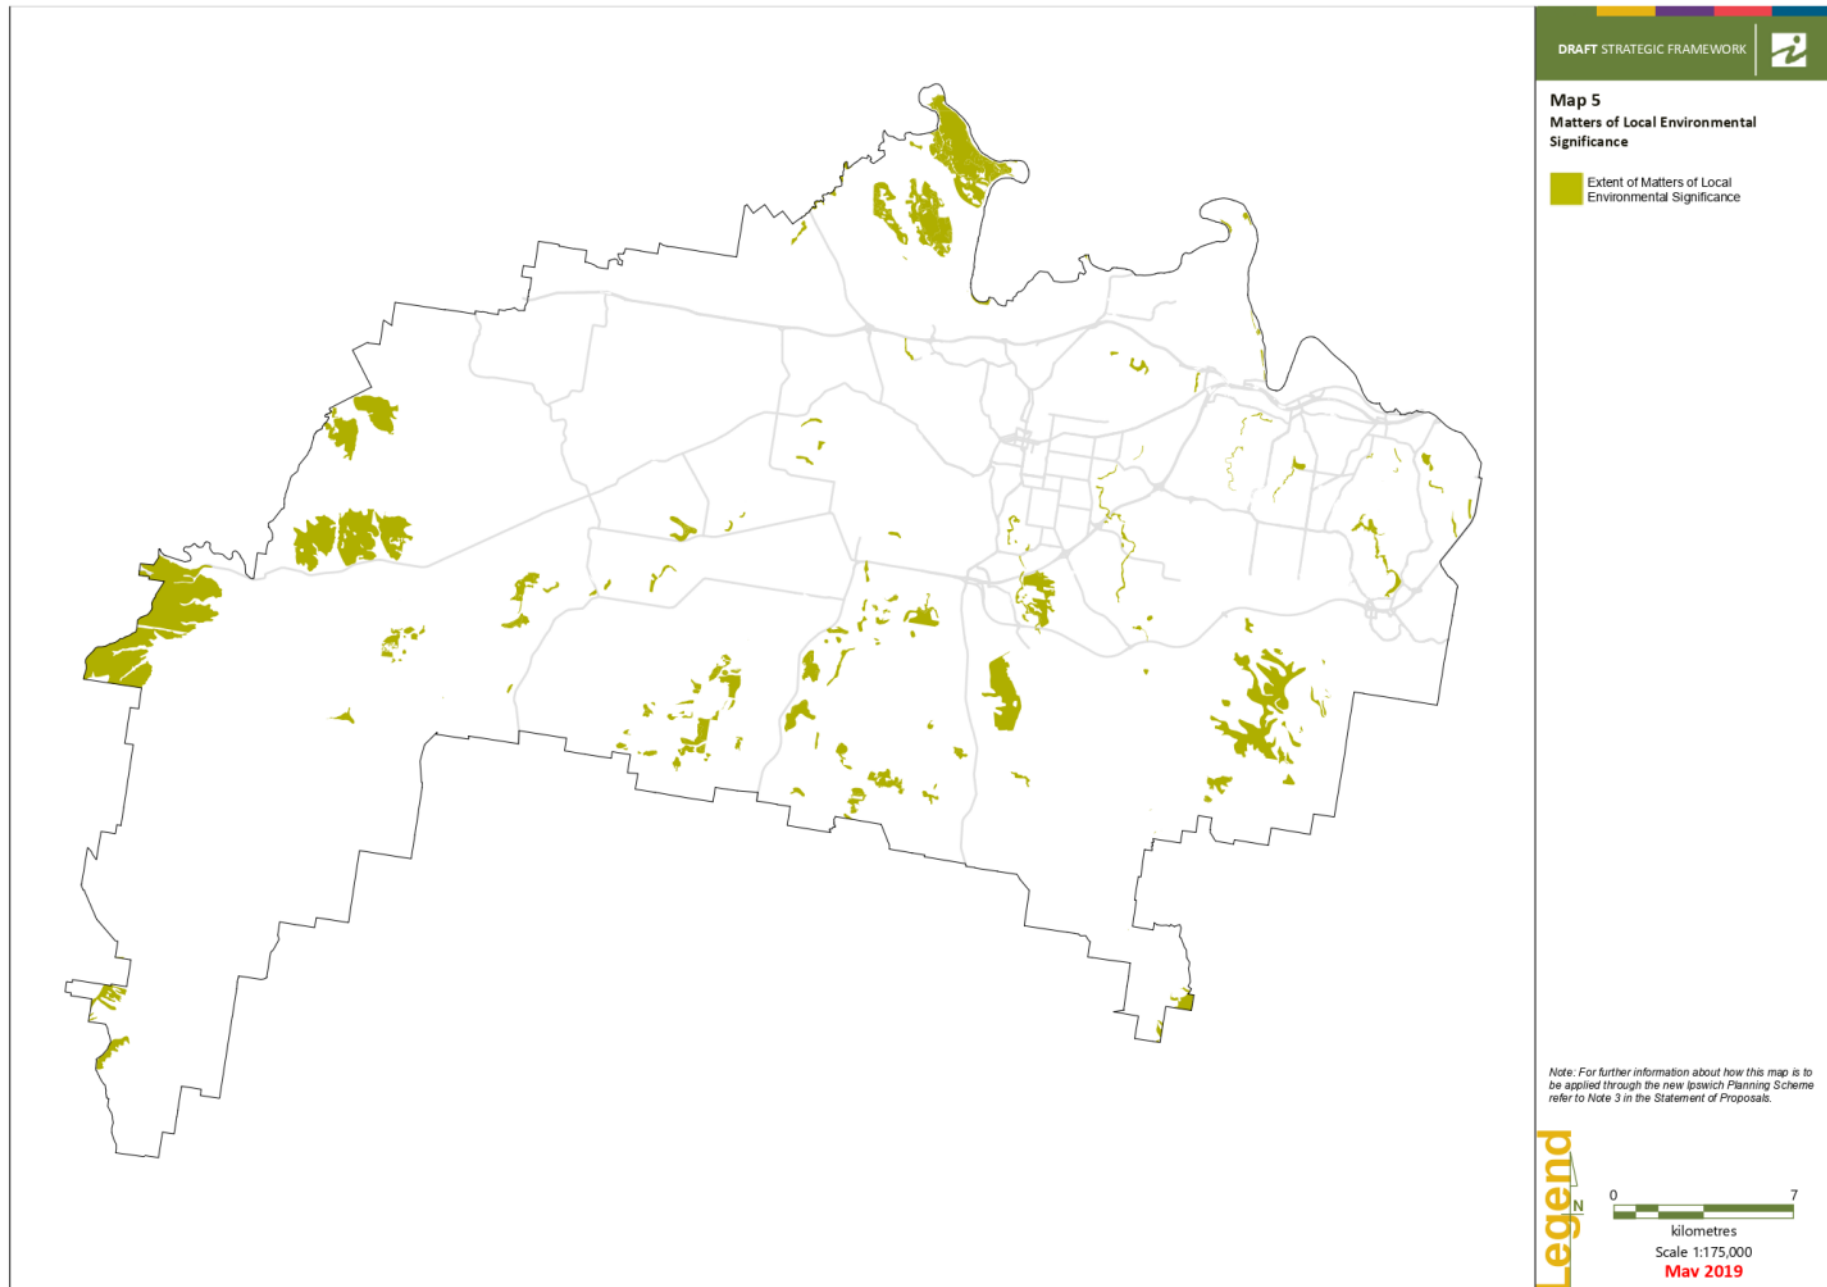 DRAFT STRATEGIC FRAMEWORK
Map 5
Matters of Local Environmental
Significance
Extent of Matters of Local
Environmental Significance
Note: For further information about how this map is to
be applied through the new Ipswich Planning Scheme
refer to Note 3 in the Statement of Proposals.
Legend
N
0 7
kilometres
Scale 1:175,000
May 2019